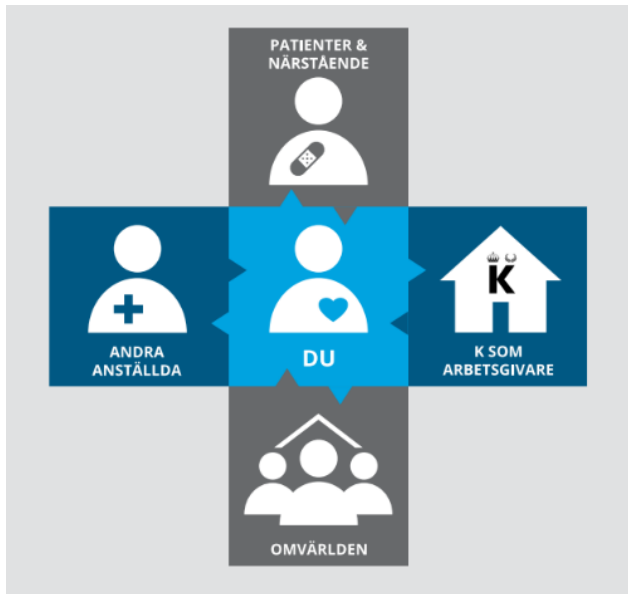 PATIENTER &
NÄRSTÅENDE
K
ANDRA
ANSTÄLLDA
DU
K SOM
ARBETSGIVARE
OMVÄRLDEN